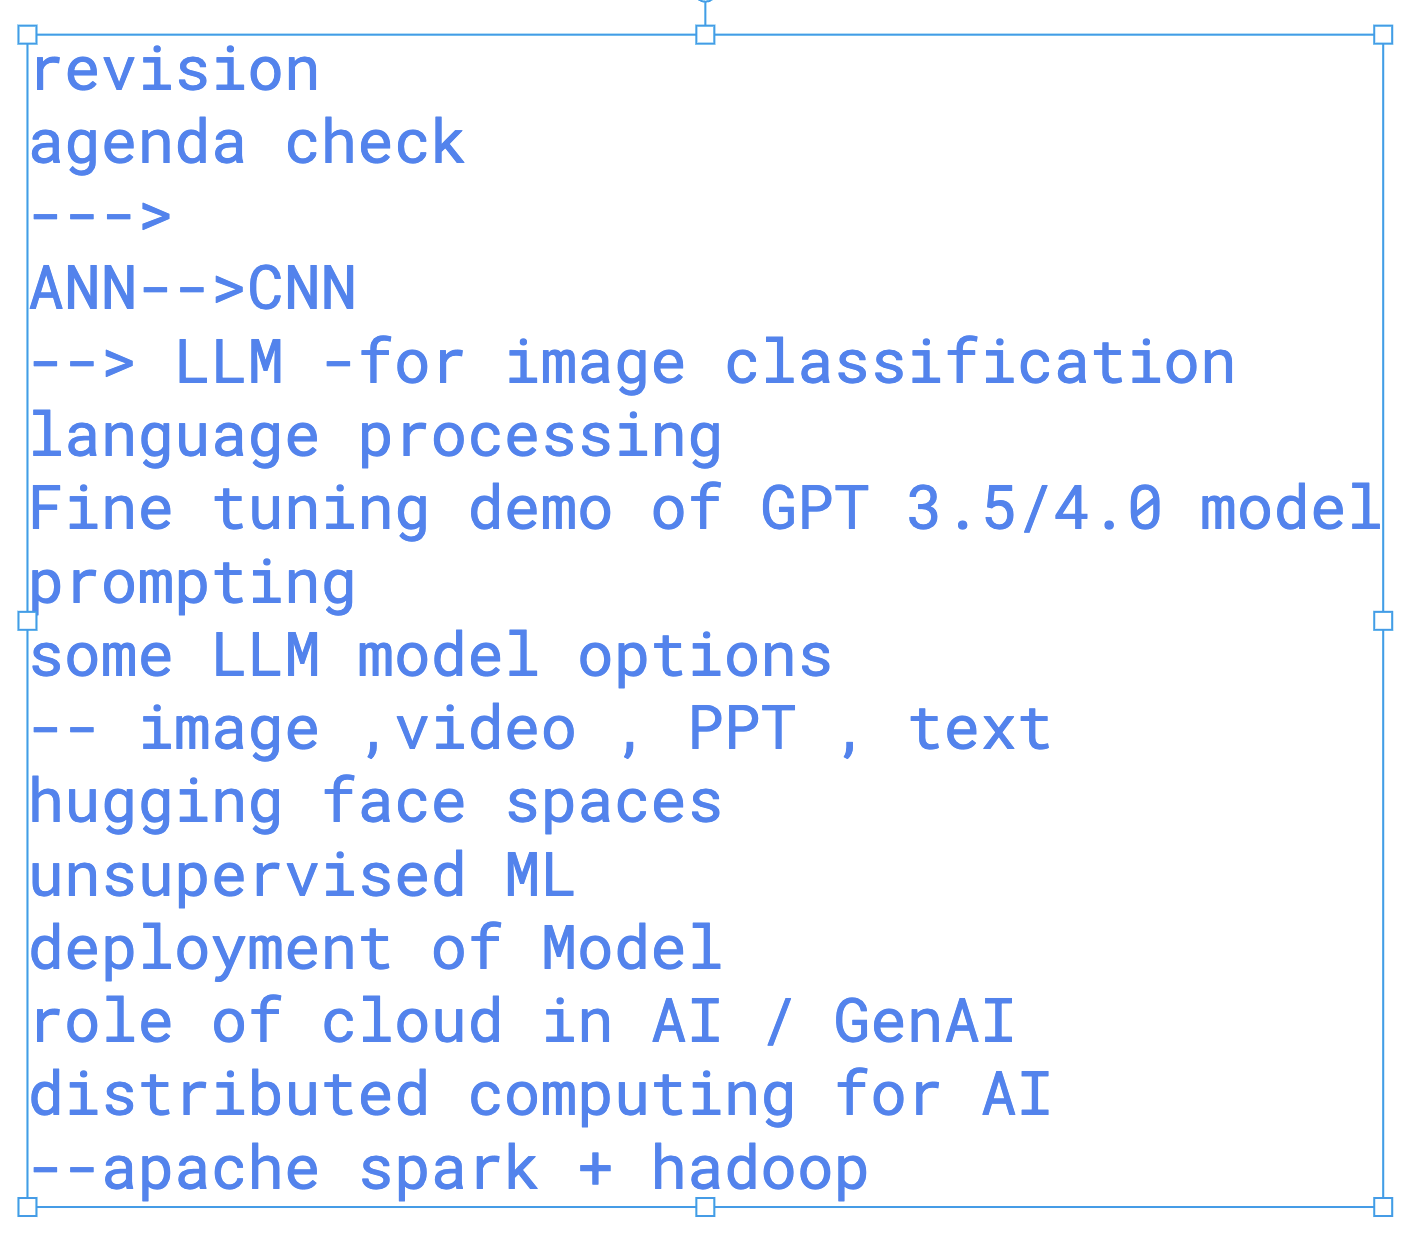 revision
agenda check
--->
ANN-->CNN
--> LLM -for image classification
language processing
Fine tuning demo of GPT 3.5/4.0 model
prompting
some LLM model options
-- image ,video , PPT , text
hugging face spaces
unsupervised ML
deployment of Model
role of cloud in AI / GenAI
distributed computing for AI
--apache spark + hadoop